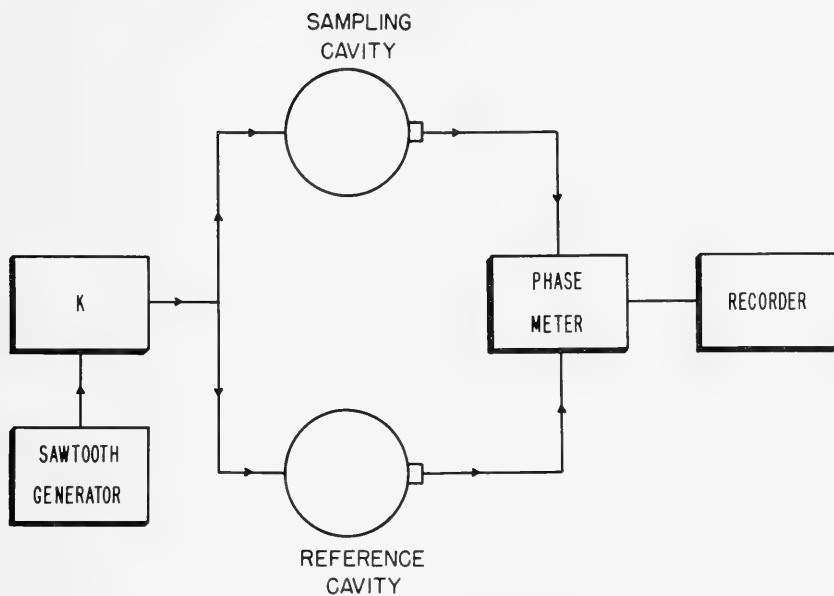 SAMPLING
CAVITY
K
PHASE
METER
RECORDER
SAWTOOTH
GENERATOR
REFERENCE
CAVITY